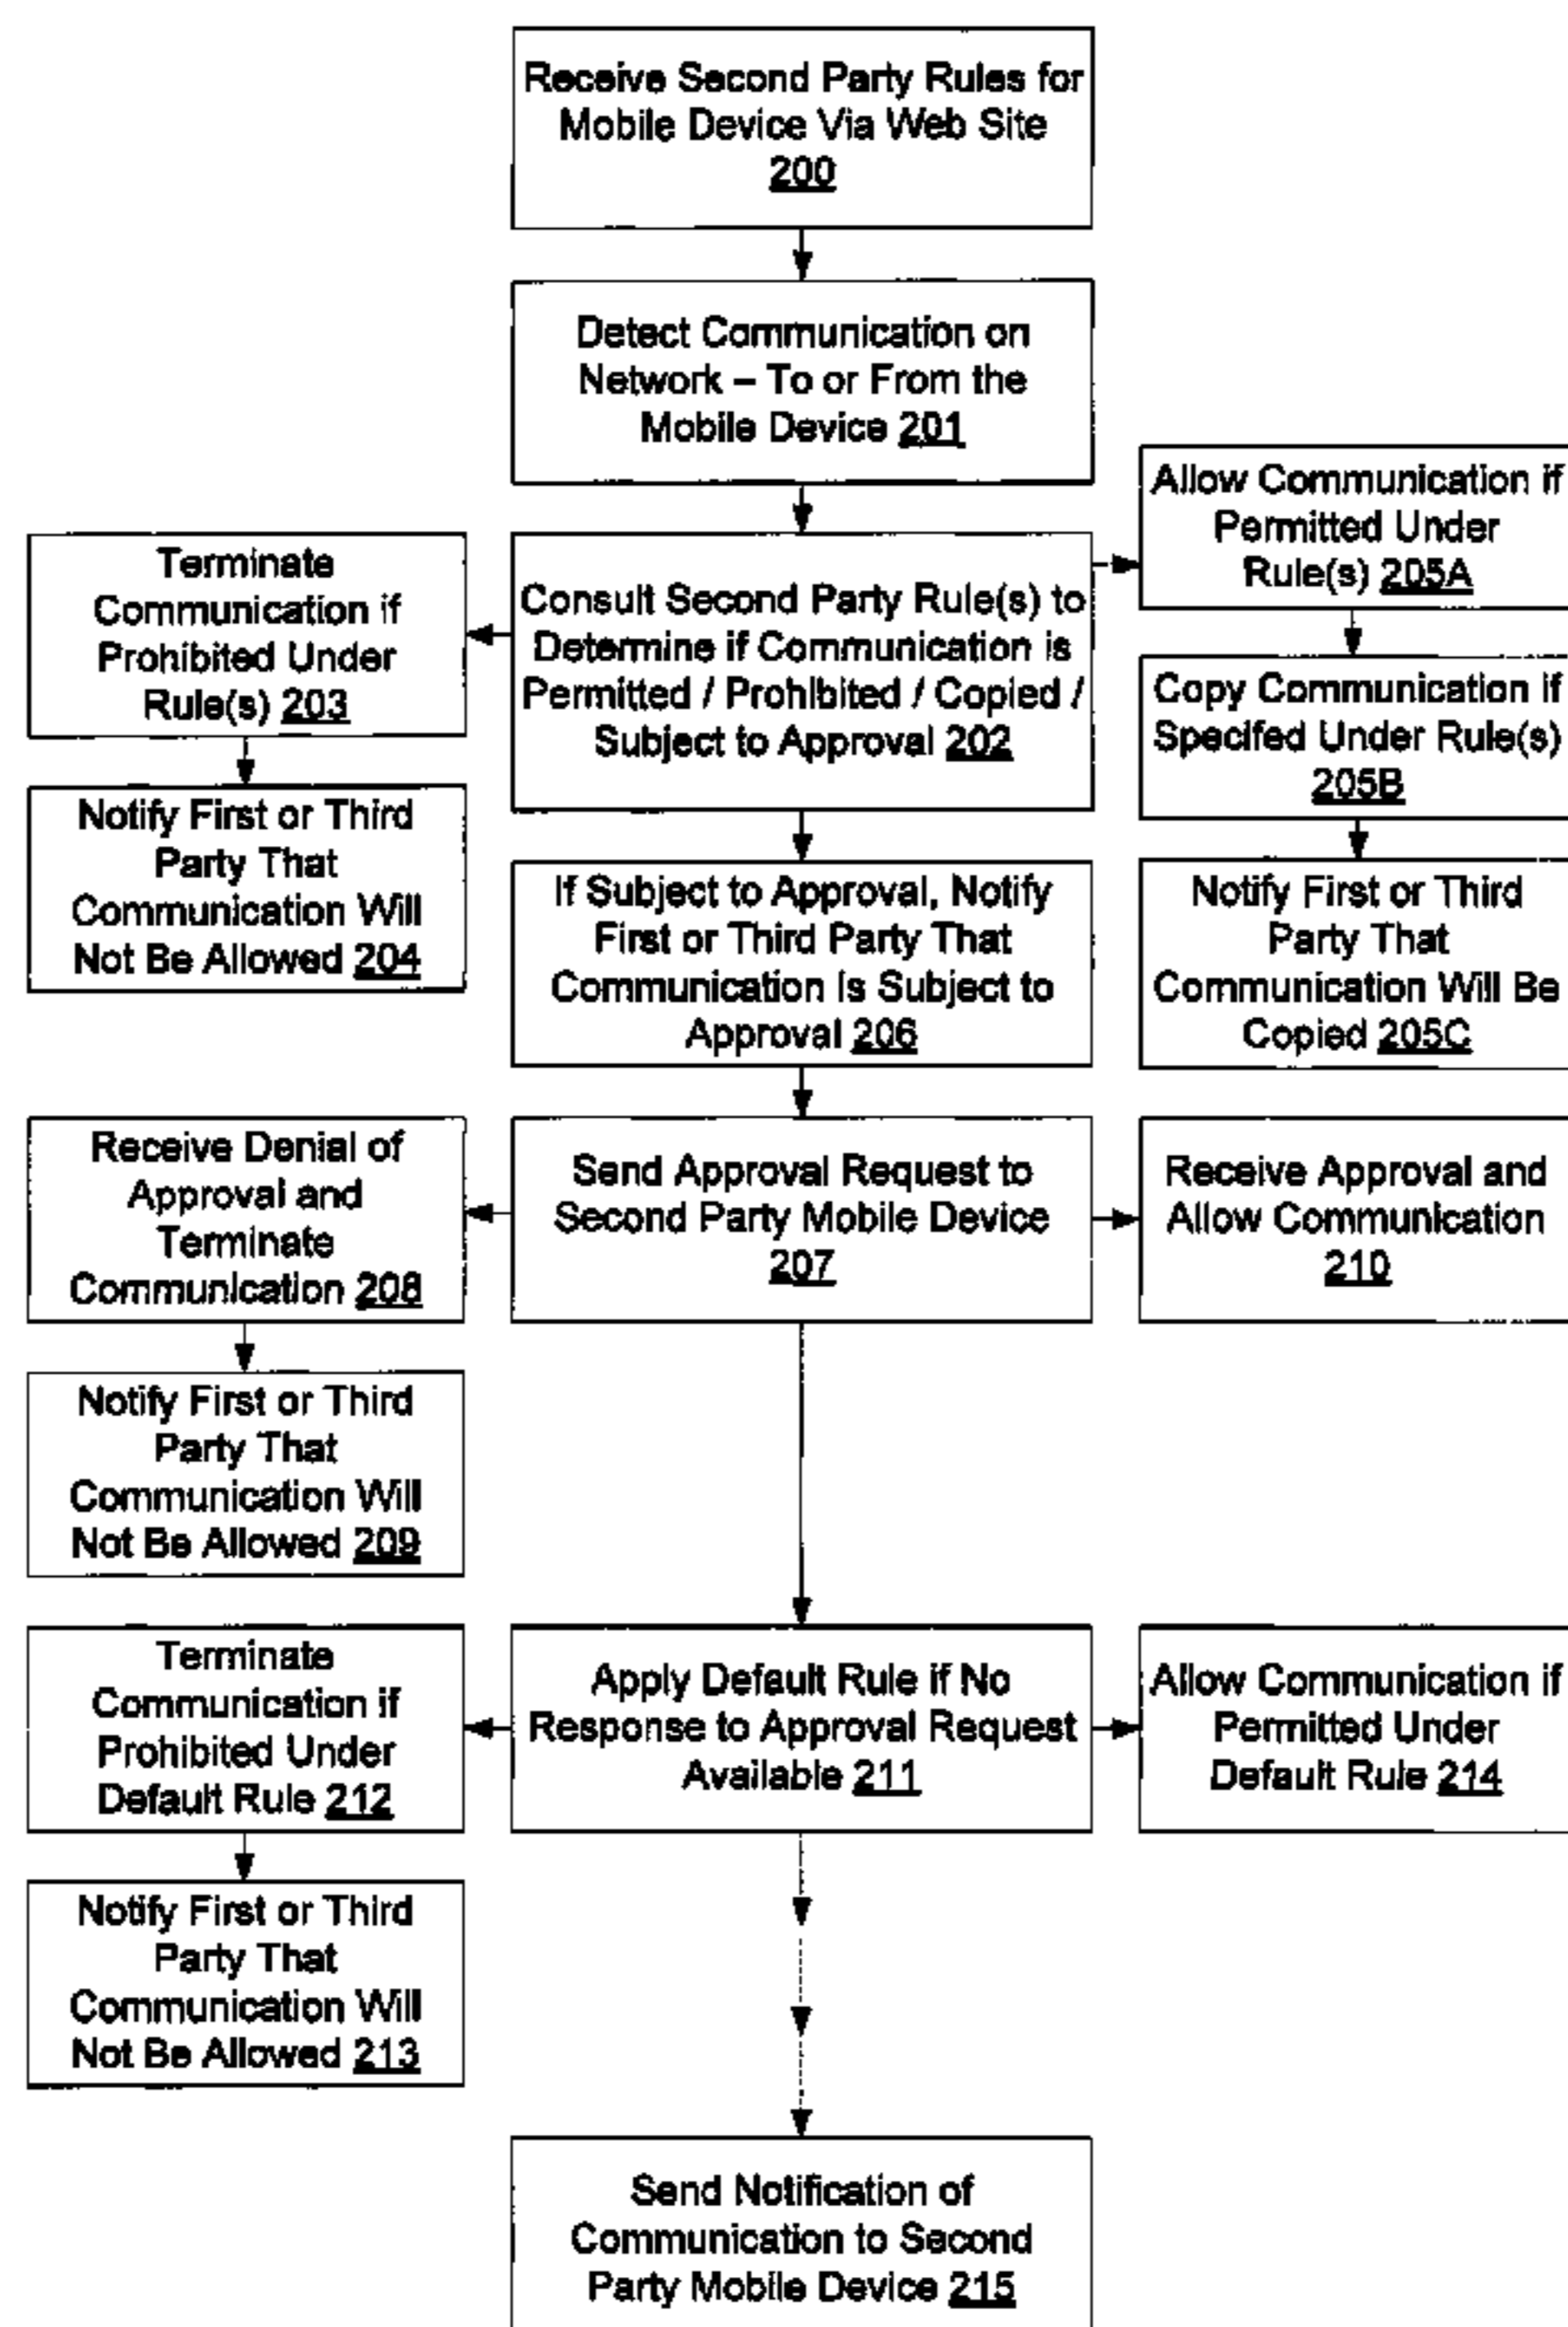 Receive Second Party Rules for
Mobile Device Via Web Site
200
Detect Communication on
Network – To or From the
Mobile Device 201
Allow Communication if
Permitted Under
Rule(s) 205A
Terminate
Communication if
Prohibited Under
Rule(s) 203
Consult Second Party Rule(s) to
Determine if Communication is
Permitted / Prohibited / Copied /
Subject to Approval 202
Copy Communication if
Specifed Under Rule(s)
205B
Notify First or Third
Party That
Communication Will
Not Be Allowed 204
If Subject to Approval, Notify
First or Third Party That
Communication Is Subject to
Approval 206
Notify First or Third
Party That
Communication Will Be
Copied 205C
Receive Denial of
Approval and
Terminate
Communication 208
Send Approval Request to
Second Party Mobile Device
207
Receive Approval and
Allow Communication
210
Notify First or Third
Party That
Communication Will
Not Be Allowed 209
Terminate
Communication if
Prohibited Under
Default Rule 212
Apply Default Rule if No
Response to Approval Request
Available 211
Allow Communication if
Permitted Under
Default Rule 214
Notify First or Third
Party That
Communication Will
Not Be Allowed 213
Send Notification of
Communication to Second
Party Mobile Device 215